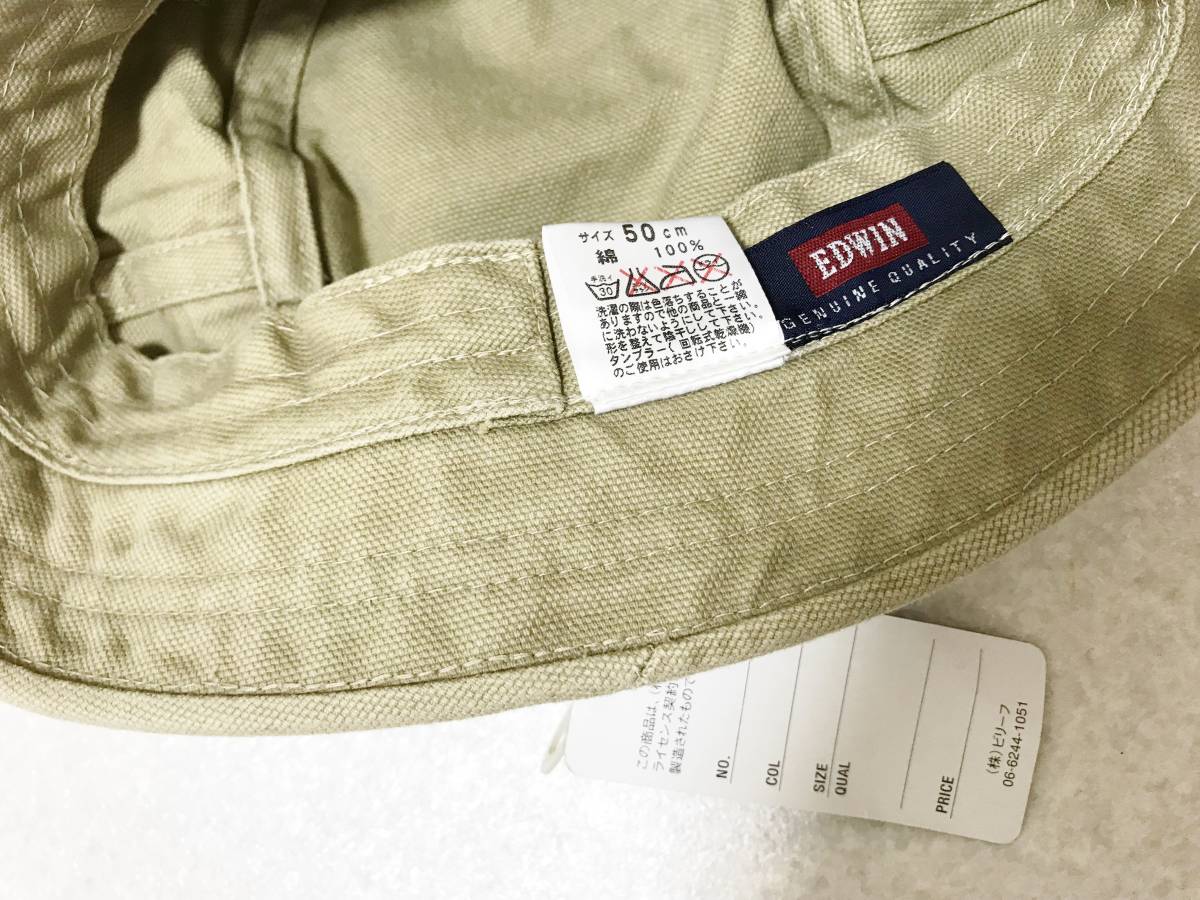 サイズ 50cm
綿 100%
手洗イ
30
洗濯の際は色落ちすることが
ありますので他の商品と一緒
に洗わないようにして下さい。
形を整えて陰干しして下さい。
タンブラー(回転式乾燥機)
のご使用はおさけ下さい。
EDWIN
GENUINE QUALITY
この商品は、(
ライセンス契約
製造されたもので
NO.
COL
SIZE
QUAL
PRICE
(株)ビリーフ
06-6244-1051